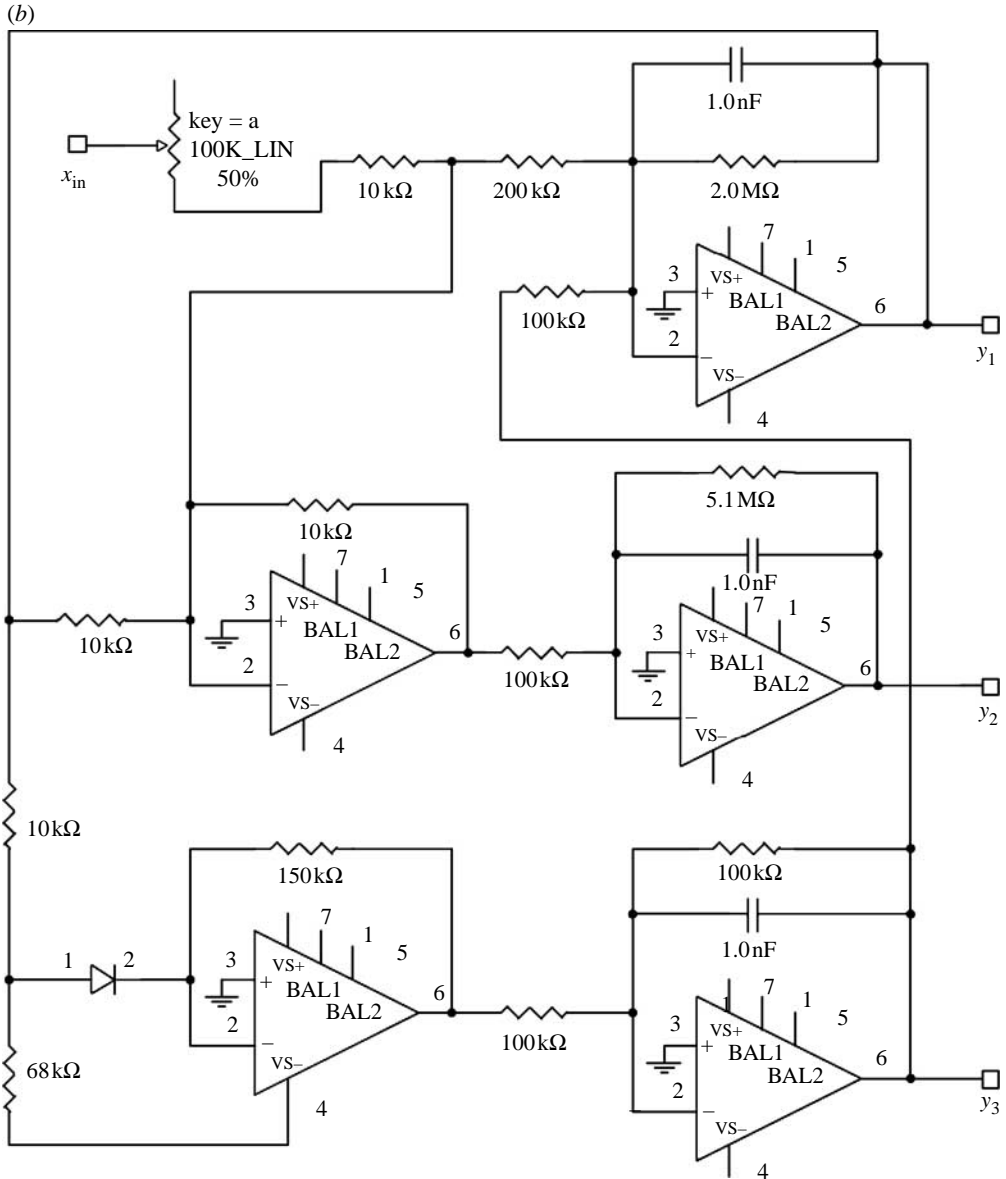 (b)
1.0 nF
key = a
100K_LIN
50%
x_in
10 kΩ
200 kΩ
2.0 MΩ
100 kΩ
3
+
VS+
7
BAL1
1
BAL2
5
6
2
−
VS−
4
y_1
5.1 MΩ
1.0 nF
10 kΩ
10 kΩ
3
+
VS+
7
BAL1
1
BAL2
5
6
2
−
VS−
4
100 kΩ
3
+
VS+
7
BAL1
1
BAL2
5
6
2
−
VS−
4
y_2
10 kΩ
150 kΩ
100 kΩ
1.0 nF
1
2
3
+
VS+
7
BAL1
1
BAL2
5
6
2
−
VS−
4
68 kΩ
100 kΩ
1
3
+
VS+
7
BAL1
1
BAL2
5
6
2
−
VS−
4
y_3